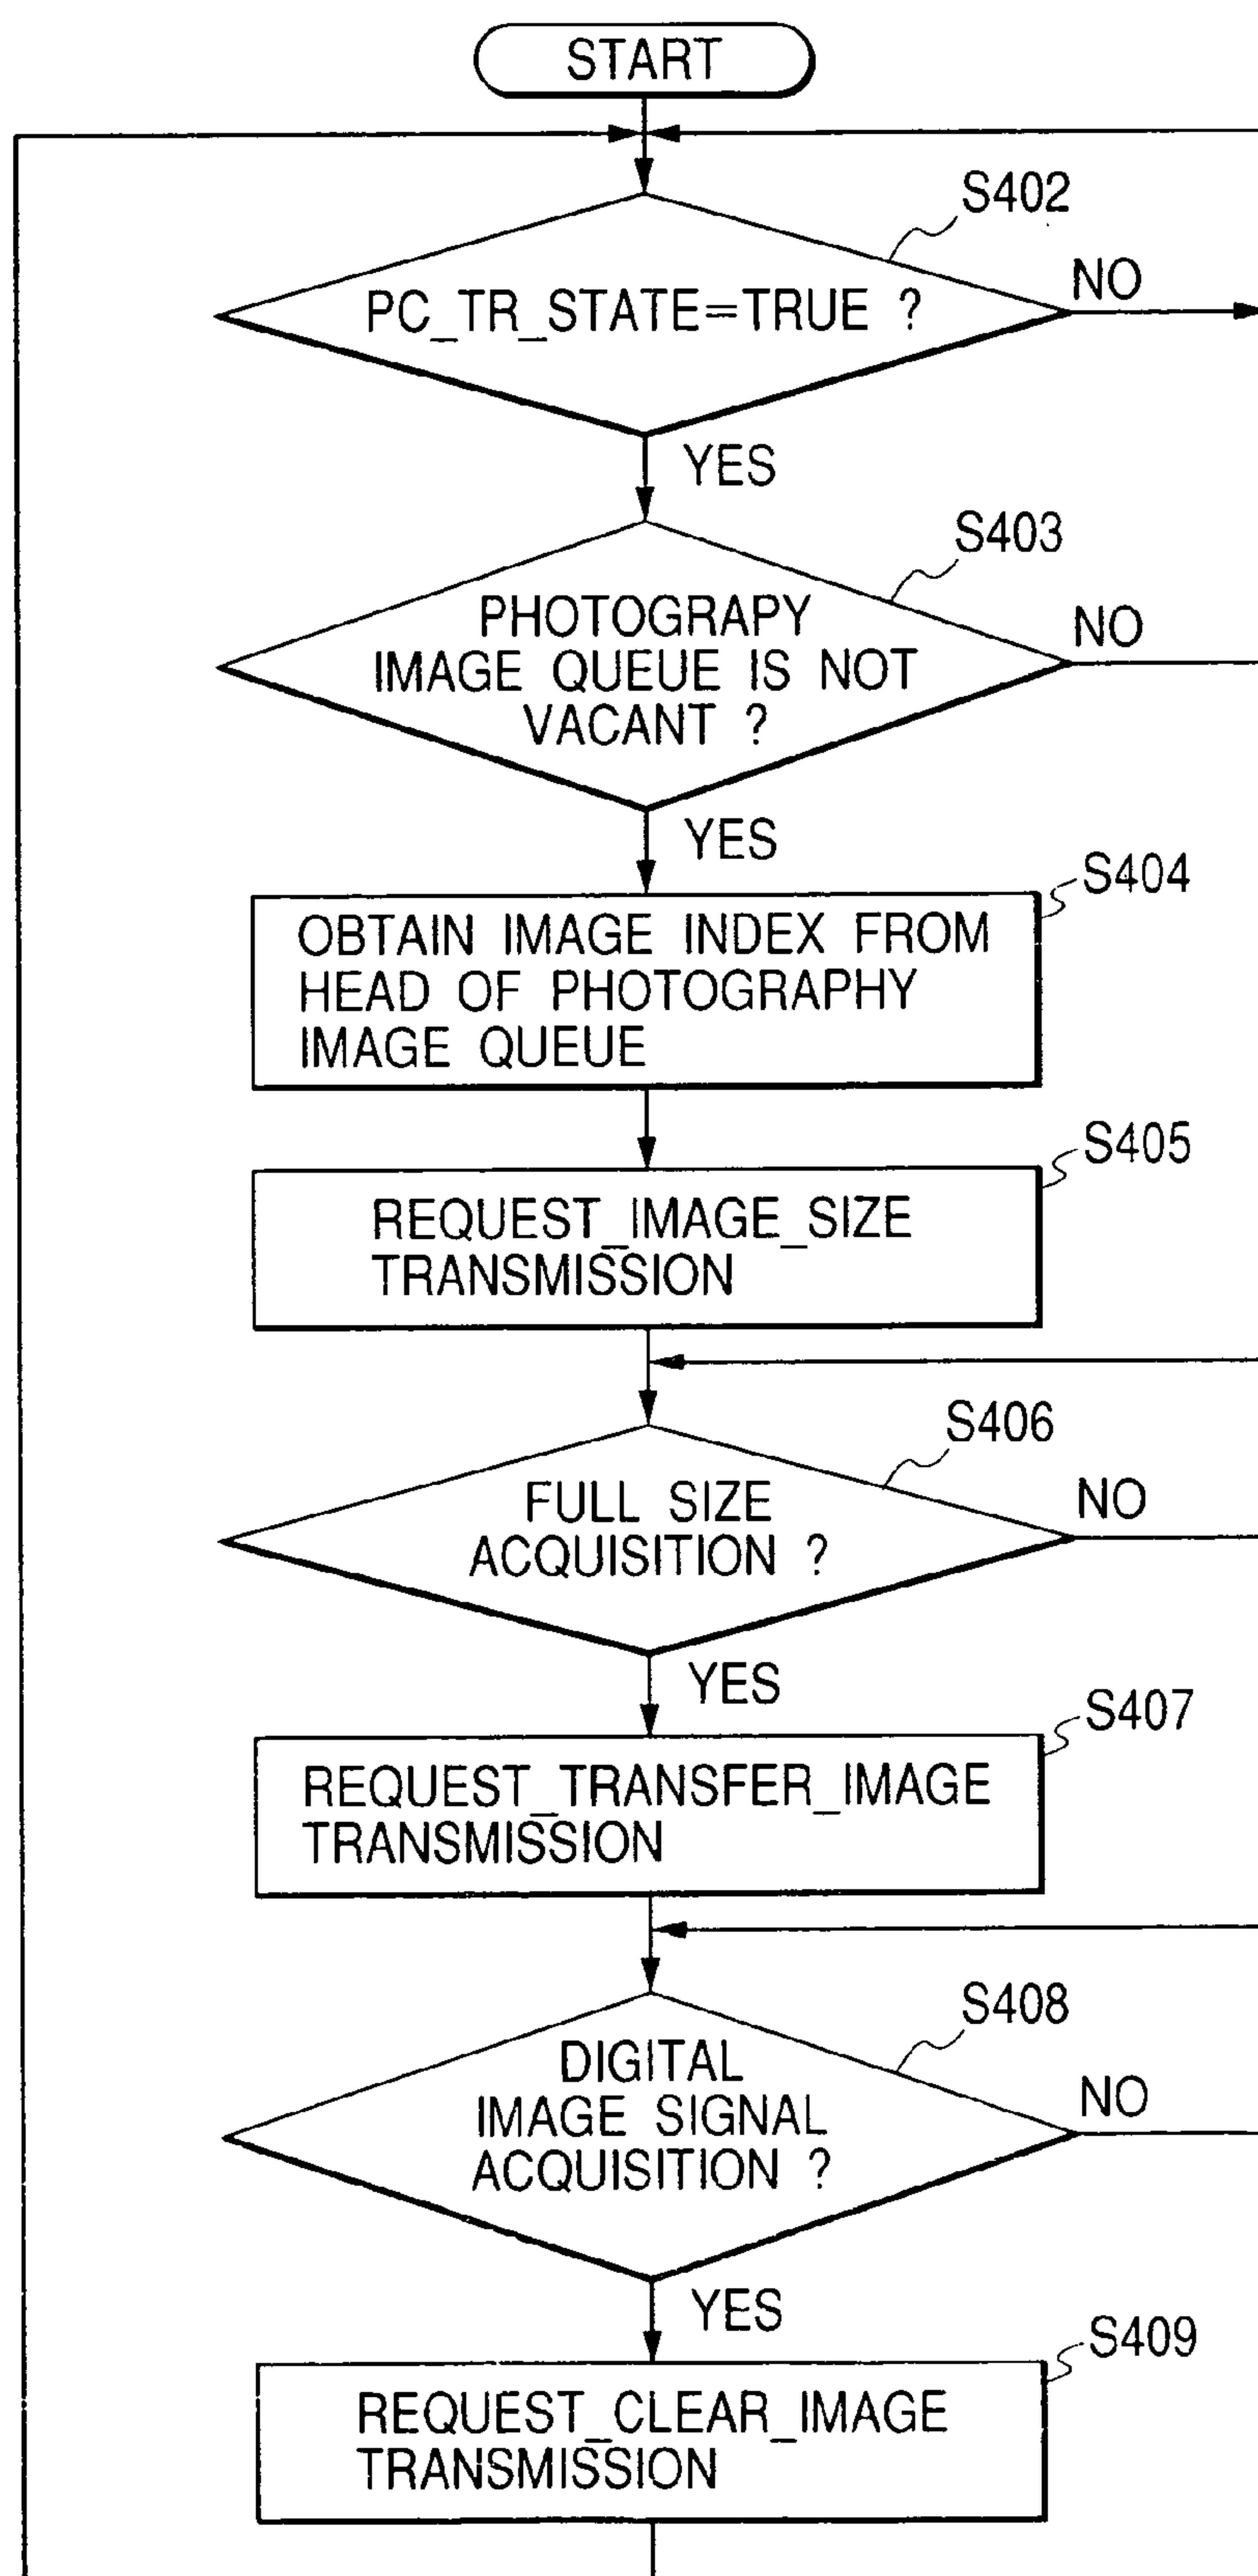 START
S402
PC_TR_STATE=TRUE ?
NO
YES
S403
PHOTOGRAPY
IMAGE QUEUE IS NOT
VACANT ?
NO
YES
S404
OBTAIN IMAGE INDEX FROM
HEAD OF PHOTOGRAPHY
IMAGE QUEUE
S405
REQUEST_IMAGE_SIZE
TRANSMISSION
S406
FULL SIZE
ACQUISITION ?
NO
YES
S407
REQUEST_TRANSFER_IMAGE
TRANSMISSION
S408
DIGITAL
IMAGE SIGNAL
ACQUISITION ?
NO
YES
S409
REQUEST_CLEAR_IMAGE
TRANSMISSION